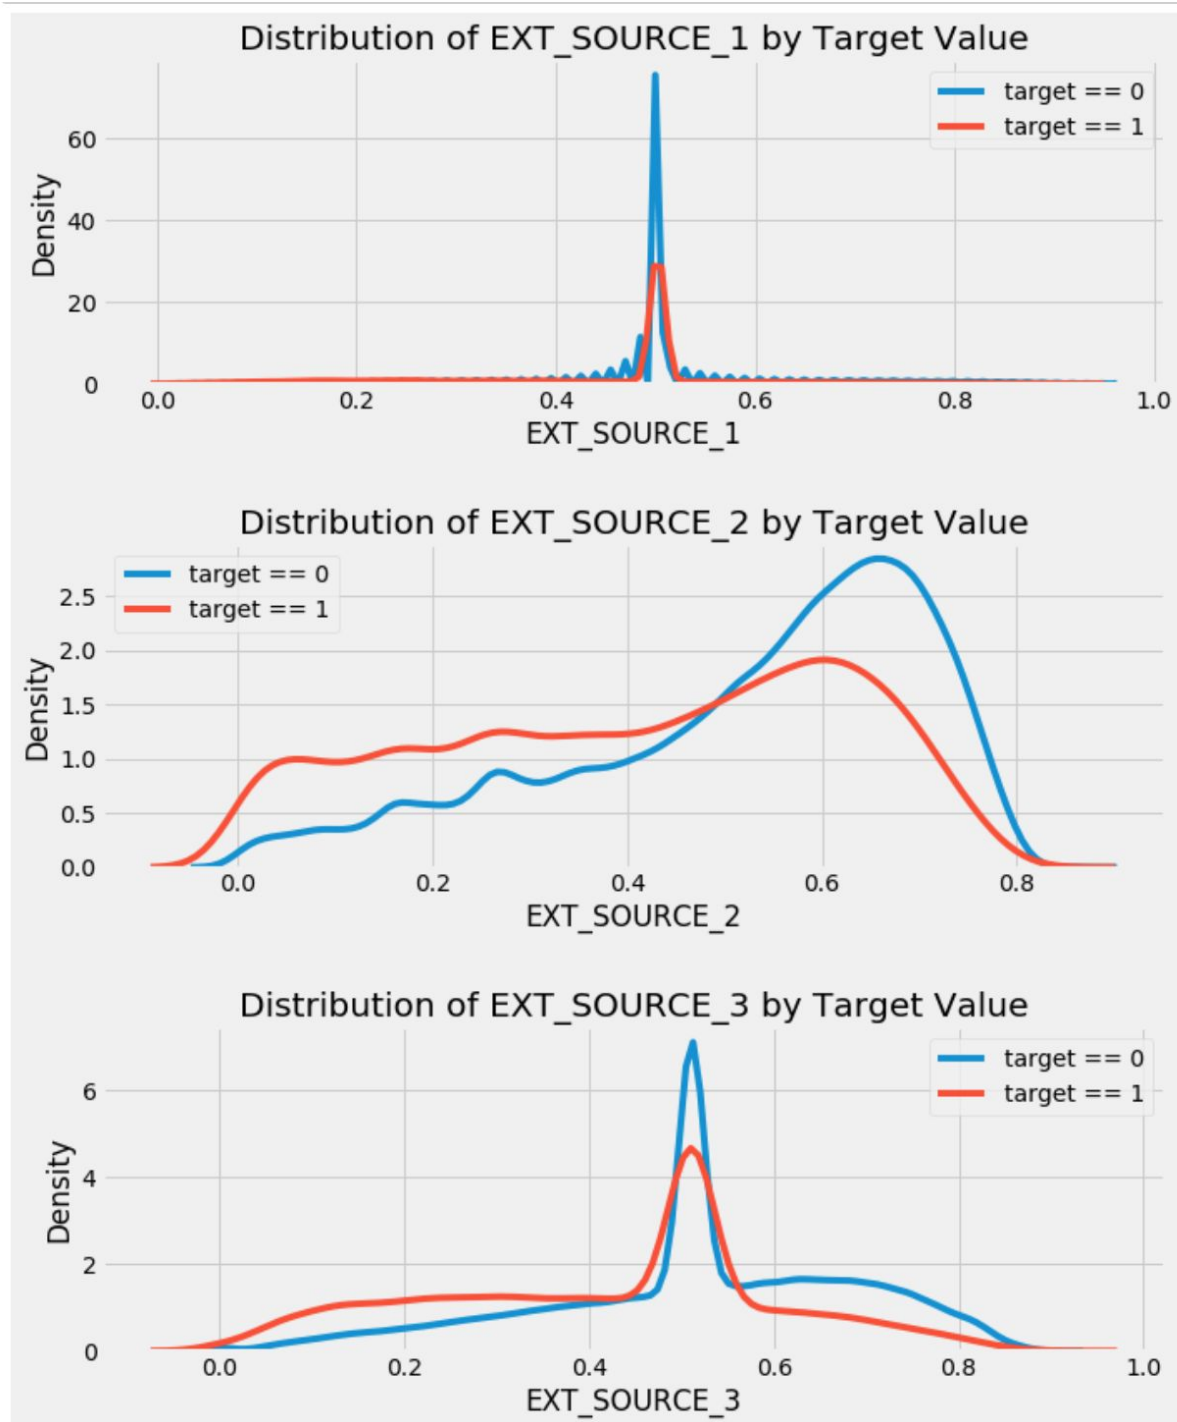 Distribution of EXT_SOURCE_1 by Target Value
target == 0
target == 1
Density
60
40
20
0
0.0 0.2 0.4 0.6 0.8 1.0
EXT_SOURCE_1
Distribution of EXT_SOURCE_2 by Target Value
target == 0
target == 1
Density
2.5
2.0
1.5
1.0
0.5
0.0
0.0 0.2 0.4 0.6 0.8
EXT_SOURCE_2
Distribution of EXT_SOURCE_3 by Target Value
target == 0
target == 1
Density
6
4
2
0
0.0 0.2 0.4 0.6 0.8 1.0
EXT_SOURCE_3